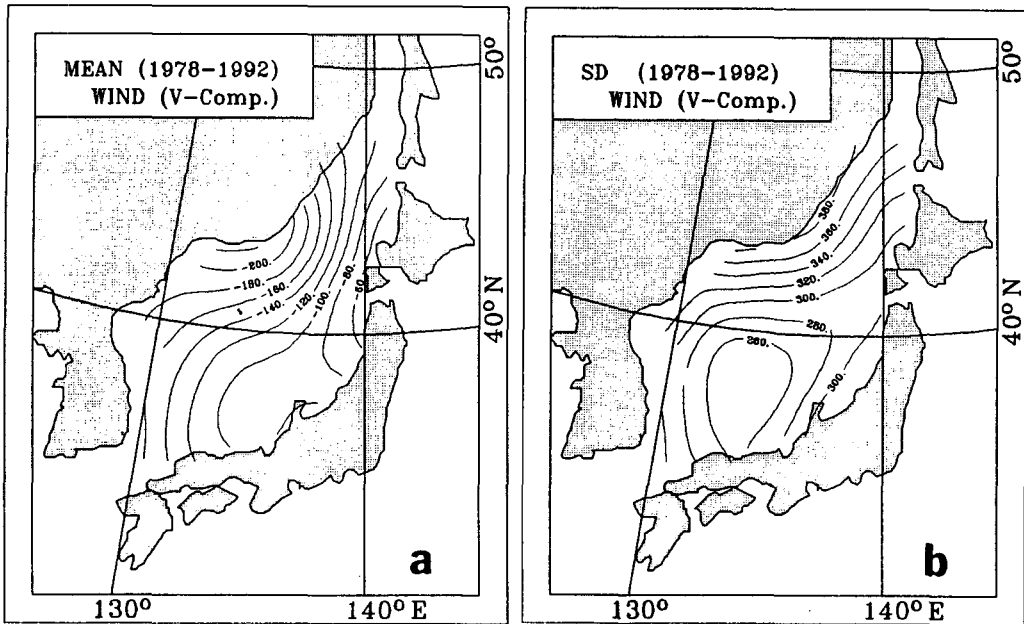 MEAN (1978-1992)
WIND (V-Comp.)
50°
-200.
-180.
-160.
-140.
-120.
-100.
-80.
-60.
40° N
a
130°
140° E
SD (1978-1992)
WIND (V-Comp.)
50°
380.
360.
340.
320.
300.
280.
260.
300.
40° N
b
130°
140° E